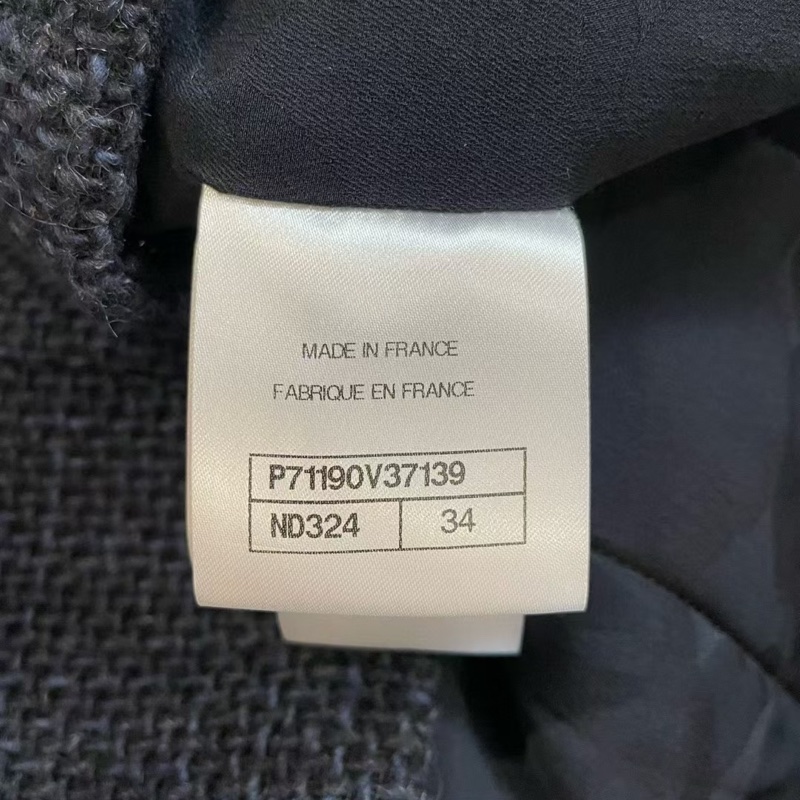 MADE IN FRANCE
FABRIQUE EN FRANCE
P71190V37139
ND324 34